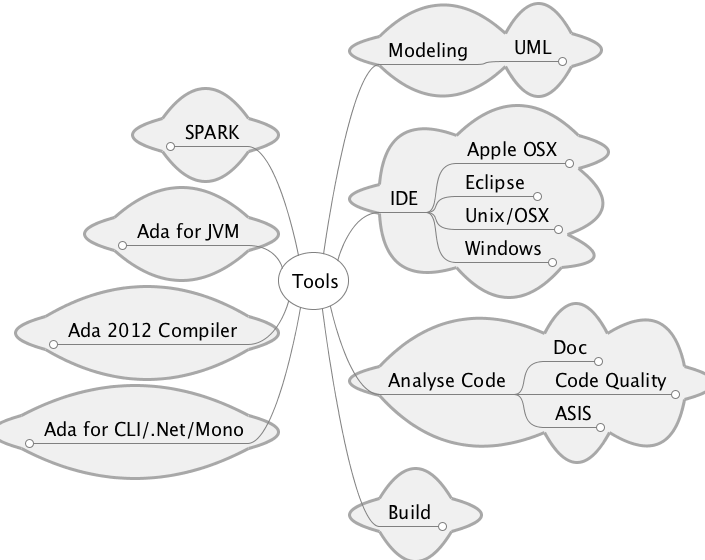 Tools
Modeling
UML
IDE
Apple OSX
Eclipse
Unix/OSX
Windows
Analyse Code
Doc
Code Quality
ASIS
Build
SPARK
Ada for JVM
Ada 2012 Compiler
Ada for CLI/.Net/Mono